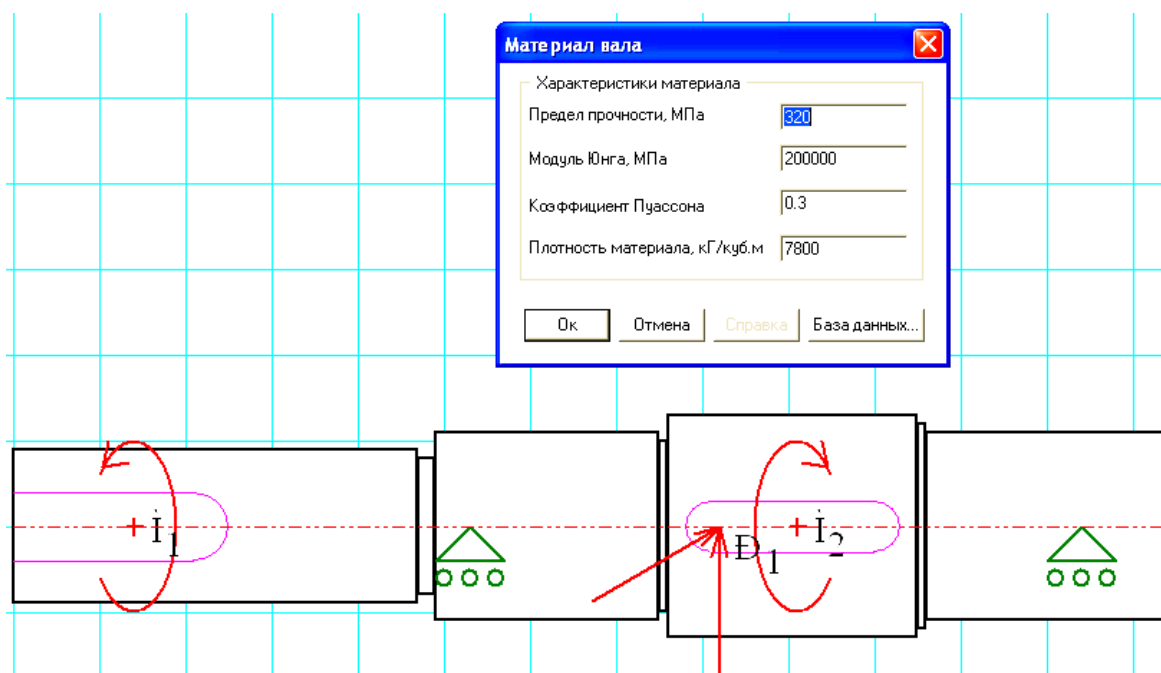 Материал вала
Характеристики материала
Предел прочности, МПа 320
Модуль Юнга, МПа 200000
Коэффициент Пуассона 0.3
Плотность материала, кГ/куб.м 7800
Ок Отмена Справка База данных...
İ1 Đ1 İ2